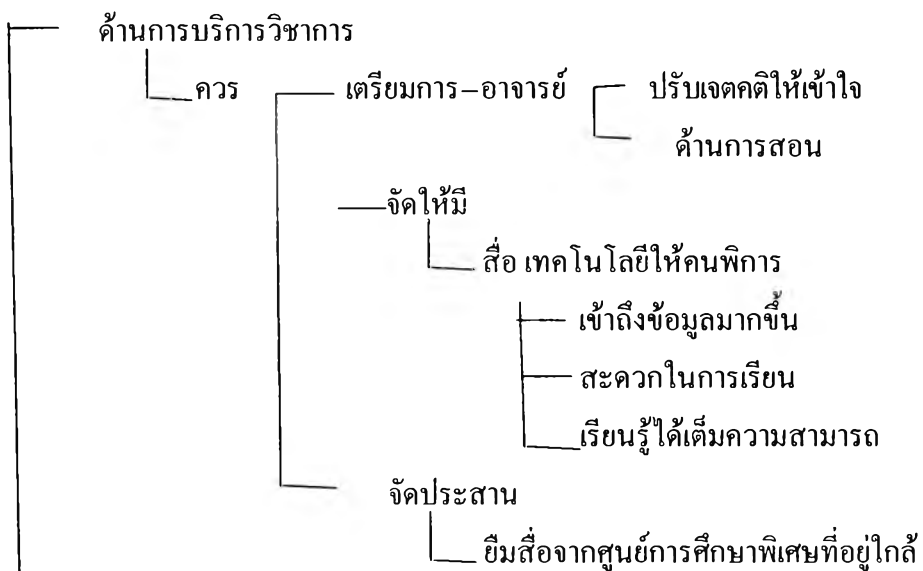 ด้านการบริการวิชาการ
ควร เตรียมการ–อาจารย์ ปรับเจตคติให้เข้าใจ
ด้านการสอน
จัดให้มี
สื่อ เทคโนโลยีให้คนพิการ
เข้าถึงข้อมูลมากขึ้น
สะดวกในการเรียน
เรียนรู้ได้เต็มความสามารถ
จัดประสาน
ยืมสื่อจากศูนย์การศึกษาพิเศษที่อยู่ใกล้